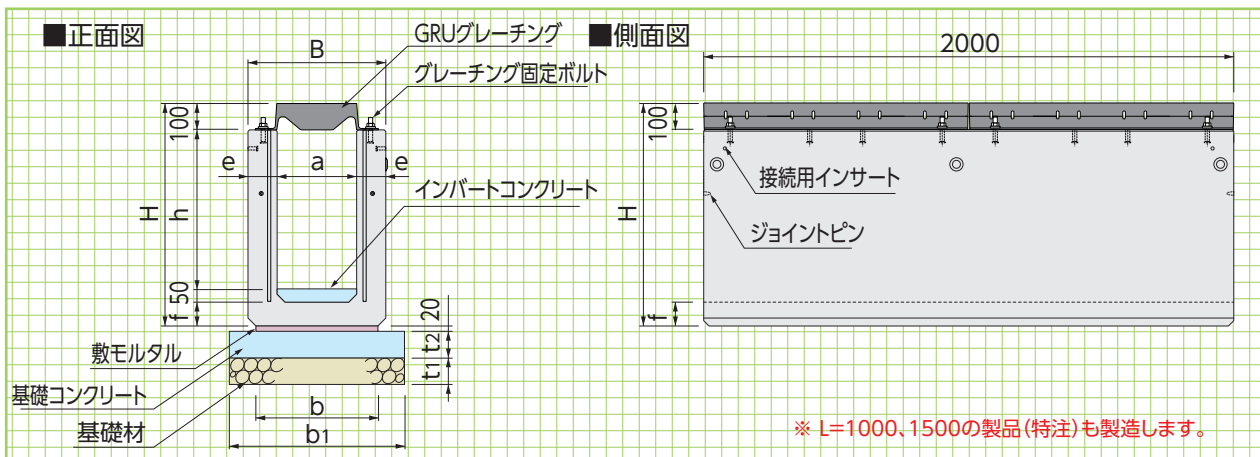 ■正面図
GRUグレーチング
B
グレーチング固定ボルト
100
e
a
e
H
h
インバートコンクリート
50
f
20
敷モルタル
t2
基礎コンクリート
t1
基礎材
b
b1
■側面図
2000
100
接続用インサート
H
ジョイントピン
f
※ L=1000、1500の製品(特注)も製造します。